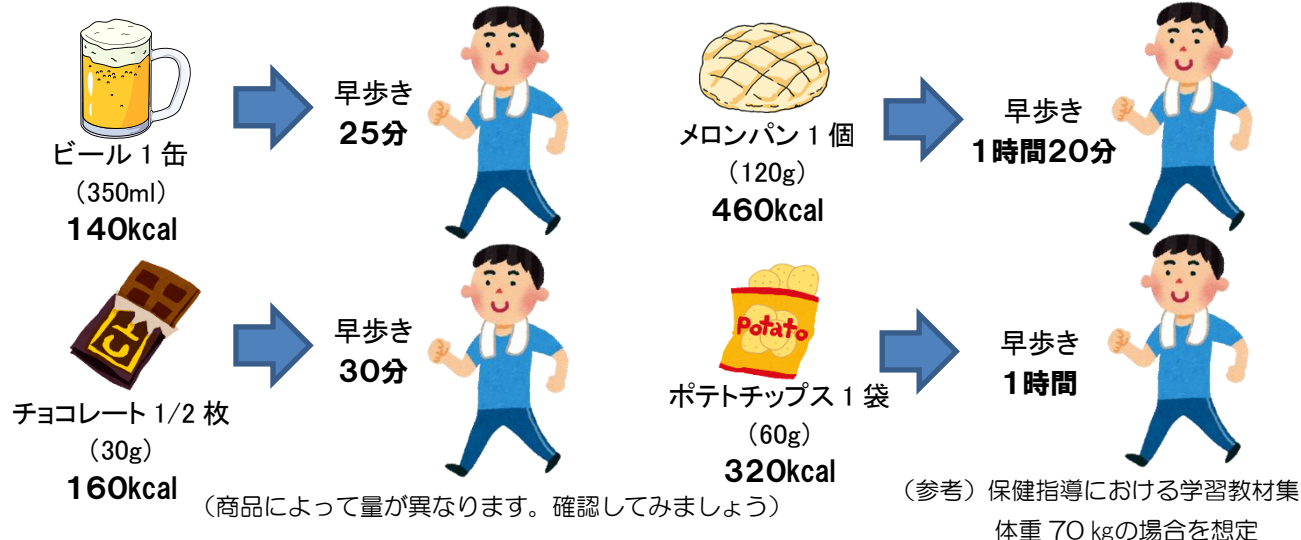 早歩き
25分
ビール 1 缶
（350ml）
140kcal
早歩き
1時間20分
メロンパン 1 個
（120g）
460kcal
早歩き
30分
チョコレート 1/2 枚
（30g）
160kcal
Potato
早歩き
1時間
ポテトチップス 1 袋
（60g）
320kcal
（商品によって量が異なります。確認してみましょう）
（参考）保健指導における学習教材集
体重 70 kgの場合を想定